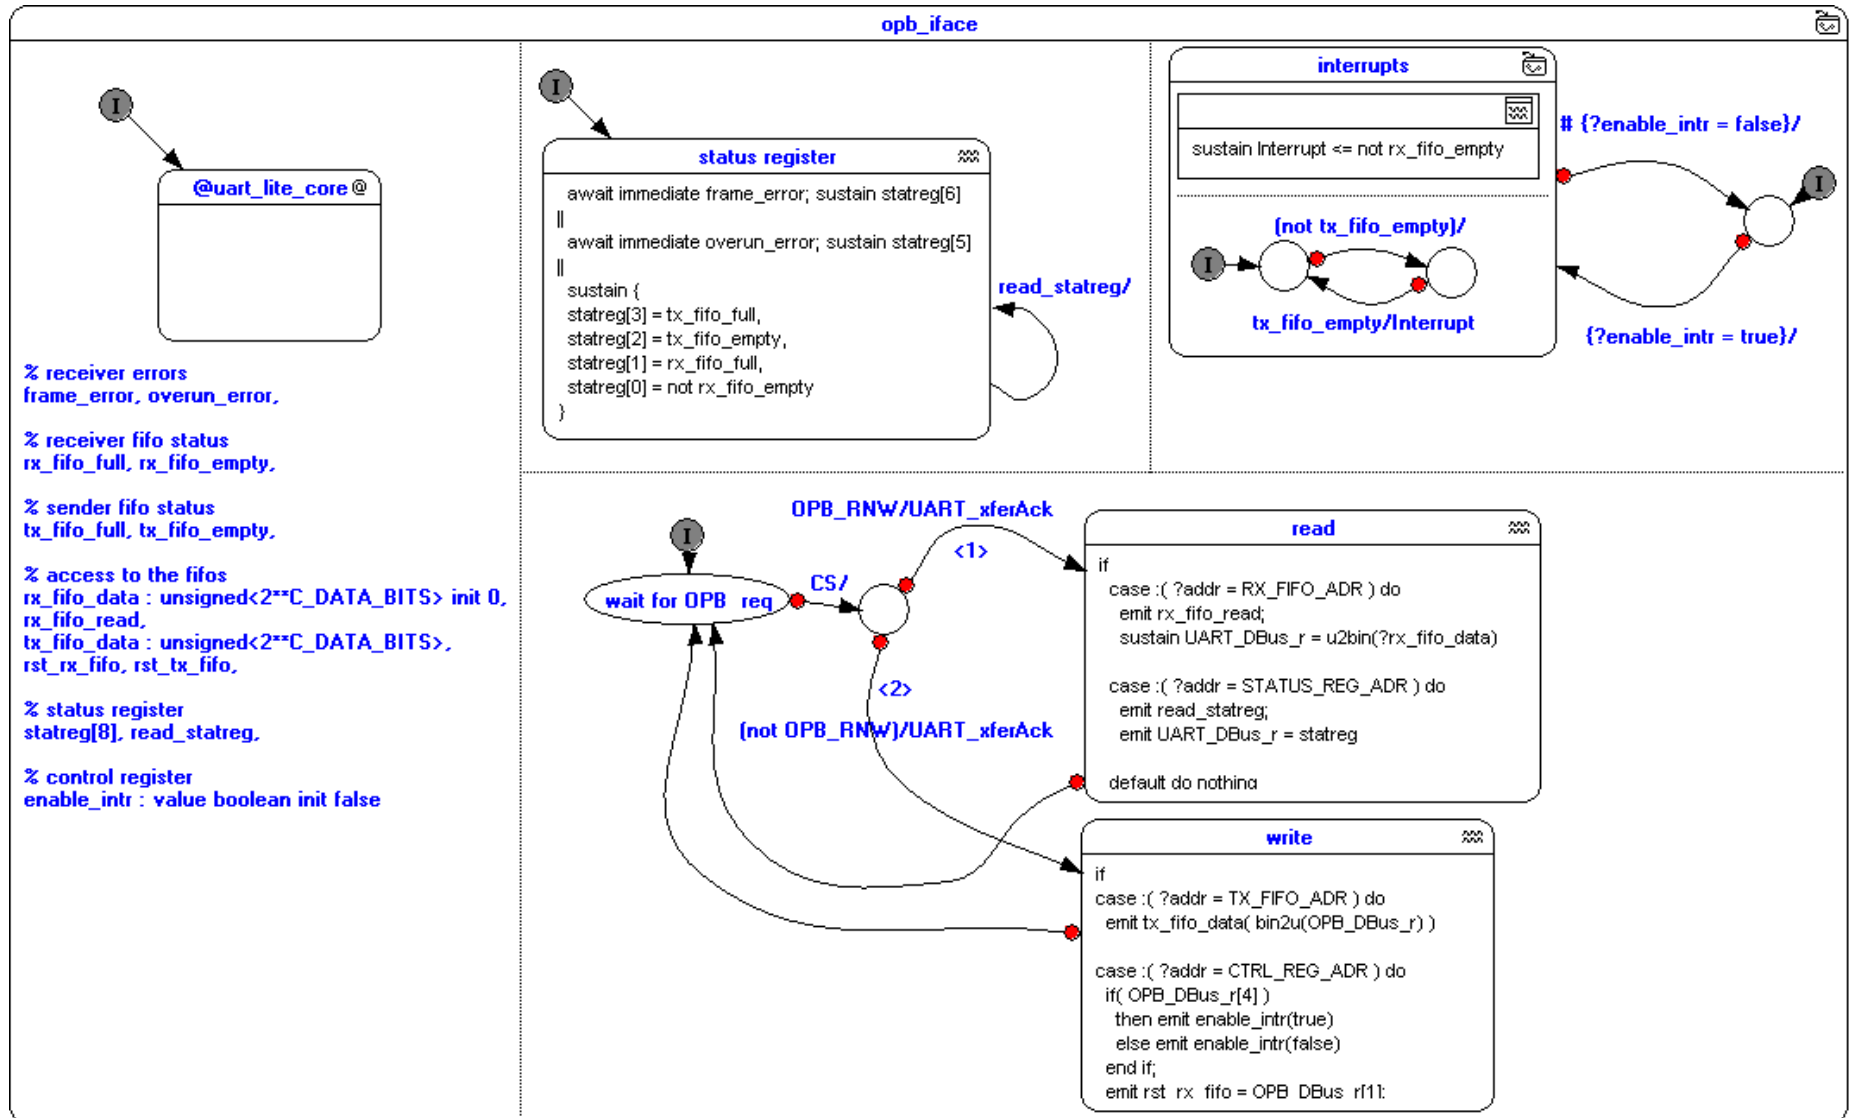 opb_iface
I
@uart_lite_core @
% receiver errors
frame_error, overun_error,
% receiver fifo status
rx_fifo_full, rx_fifo_empty,
% sender fifo status
tx_fifo_full, tx_fifo_empty,
% access to the fifos
rx_fifo_data : unsigned<2**C_DATA_BITS> init 0,
rx_fifo_read,
tx_fifo_data : unsigned<2**C_DATA_BITS>,
rst_rx_fifo, rst_tx_fifo,
% status register
statreg[8], read_statreg,
% control register
enable_intr : value boolean init false
I
status register
await immediate frame_error; sustain statreg[6]
||
await immediate overun_error; sustain statreg[5]
||
sustain {
statreg[3] = tx_fifo_full,
statreg[2] = tx_fifo_empty,
statreg[1] = rx_fifo_full,
statreg[0] = not rx_fifo_empty
}
read_statreg/
interrupts
sustain Interrupt <= not rx_fifo_empty
(not tx_fifo_empty)/
I
tx_fifo_empty/Interrupt
# {?enable_intr = false}/
I
{?enable_intr = true}/
I
wait for OPB_req
CS/
OPB_RNW/UART_xferAck
<1>
<2>
(not OPB_RNW)/UART_xferAck
read
if
case :( ?addr = RX_FIFO_ADR ) do
emit rx_fifo_read;
sustain UART_DBus_r = u2bin(?rx_fifo_data)
case :( ?addr = STATUS_REG_ADR ) do
emit read_statreg;
emit UART_DBus_r = statreg
default do nothing
write
if
case :( ?addr = TX_FIFO_ADR ) do
emit tx_fifo_data( bin2u(OPB_DBus_r) )
case :( ?addr = CTRL_REG_ADR ) do
if( OPB_DBus_r[4] )
then emit enable_intr(true)
else emit enable_intr(false)
end if;
emit rst_rx_fifo = OPB_DBus_r[1];